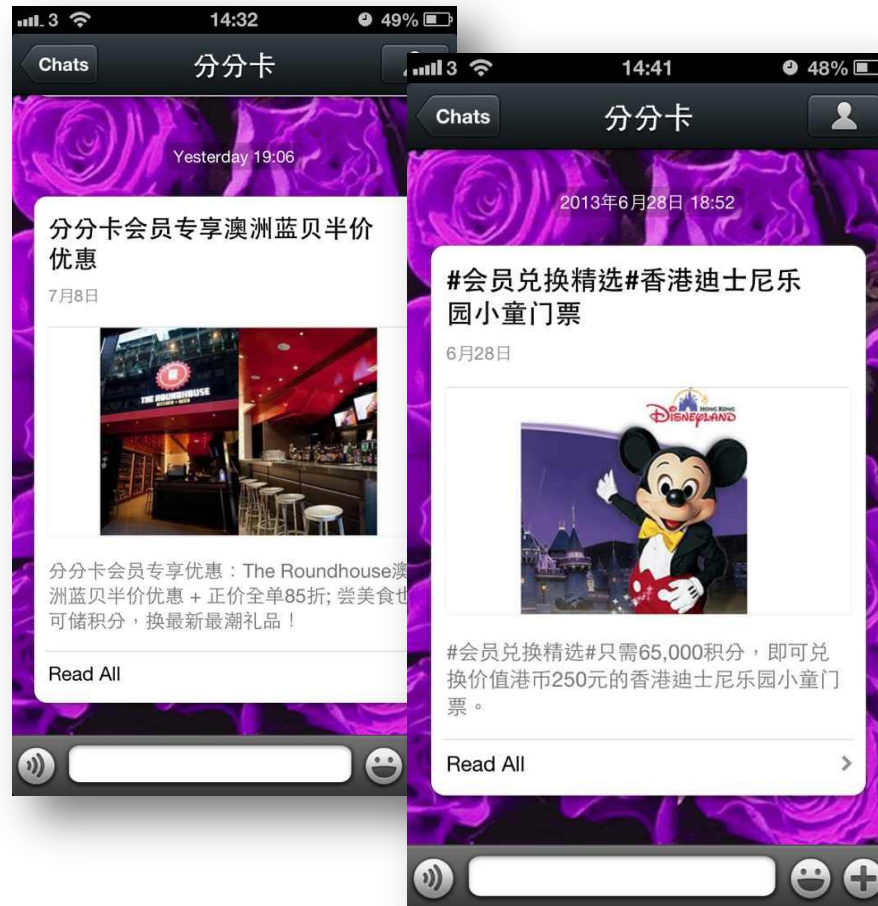 3 14:32 49%
Chats 分分卡
Yesterday 19:06
分分卡会员专享澳洲蓝贝半价
优惠
7月8日
R
THE ROUNDHOUSE
KITCHEN + BEER
分分卡会员专享优惠：The Roundhouse澳
洲蓝贝半价优惠 + 正价全单85折; 尝美食也
可储积分，换最新最潮礼品！
Read All
3 14:41 48%
Chats 分分卡
2013年6月28日 18:52
#会员兑换精选#香港迪士尼乐
园小童门票
6月28日
HONG KONG
DISNEYLAND
#会员兑换精选#只需65,000积分，即可兑
换价值港币250元的香港迪士尼乐园小童门
票。
Read All